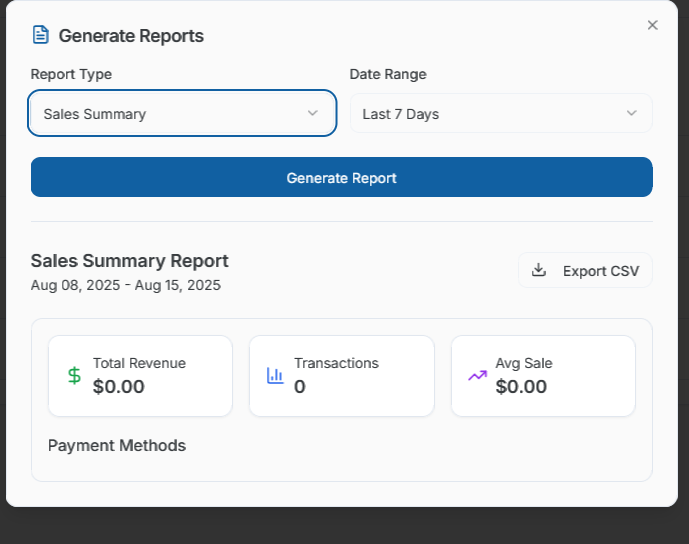 Generate Reports
Report Type
Date Range
Sales Summary
Last 7 Days
Generate Report
Sales Summary Report
Aug 08, 2025 - Aug 15, 2025
Export CSV
Total Revenue
$0.00
Transactions
0
Avg Sale
$0.00
Payment Methods